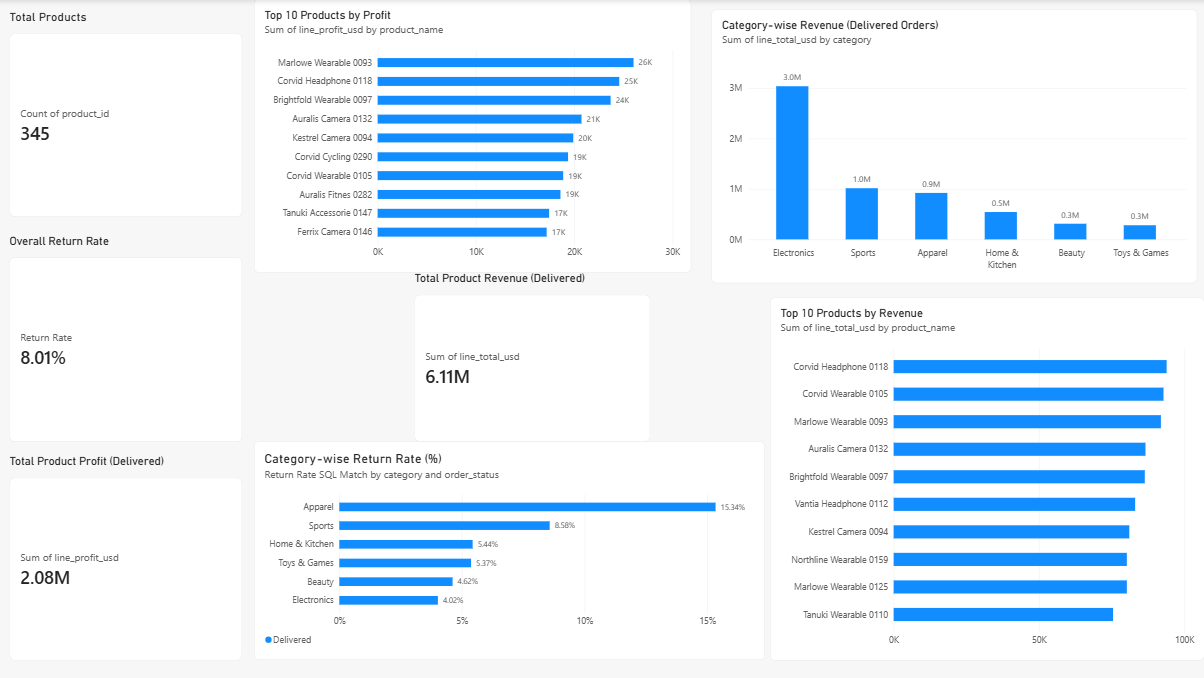 Total Products
Count of product_id
345
Overall Return Rate
Return Rate
8.01%
Total Product Profit (Delivered)
Sum of line_profit_usd
2.08M
Top 10 Products by Profit
Sum of line_profit_usd by product_name
Marlowe Wearable 0093 26K
Corvid Headphone 0118 25K
Brightfold Wearable 0097 24K
Auralis Camera 0132 21K
Kestrel Camera 0094 20K
Corvid Cycling 0290 19K
Corvid Wearable 0105 19K
Auralis Fitnes 0282 19K
Tanuki Accessorie 0147 17K
Ferrix Camera 0146 17K
0K 10K 20K 30K
Total Product Revenue (Delivered)
Sum of line_total_usd
6.11M
Category-wise Return Rate (%)
Return Rate SQL Match by category and order_status
Apparel 15.34%
Sports 8.58%
Home & Kitchen 5.44%
Toys & Games 5.37%
Beauty 4.62%
Electronics 4.02%
0% 5% 10% 15%
Delivered
Category-wise Revenue (Delivered Orders)
Sum of line_total_usd by category
3M
2M
1M
0M
3.0M 1.0M 0.9M 0.5M 0.3M 0.3M
Electronics Sports Apparel Home & Beauty Toys & Games
Kitchen
Top 10 Products by Revenue
Sum of line_total_usd by product_name
Corvid Headphone 0118
Corvid Wearable 0105
Marlowe Wearable 0093
Auralis Camera 0132
Brightfold Wearable 0097
Vantia Headphone 0112
Kestrel Camera 0094
Northline Wearable 0159
Marlowe Wearable 0125
Tanuki Wearable 0110
0K 50K 100K